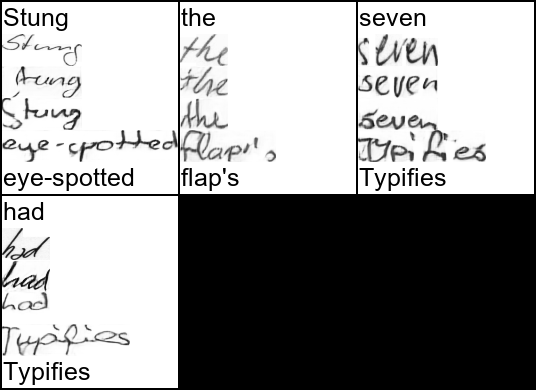 Stung
Stung
Stung
Stung
eye-spotted
eye-spotted
the
the
the
the
flap's
flap's
seven
seven
seven
seven
Typifies
Typifies
had
had
had
had
Typifies
Typifies